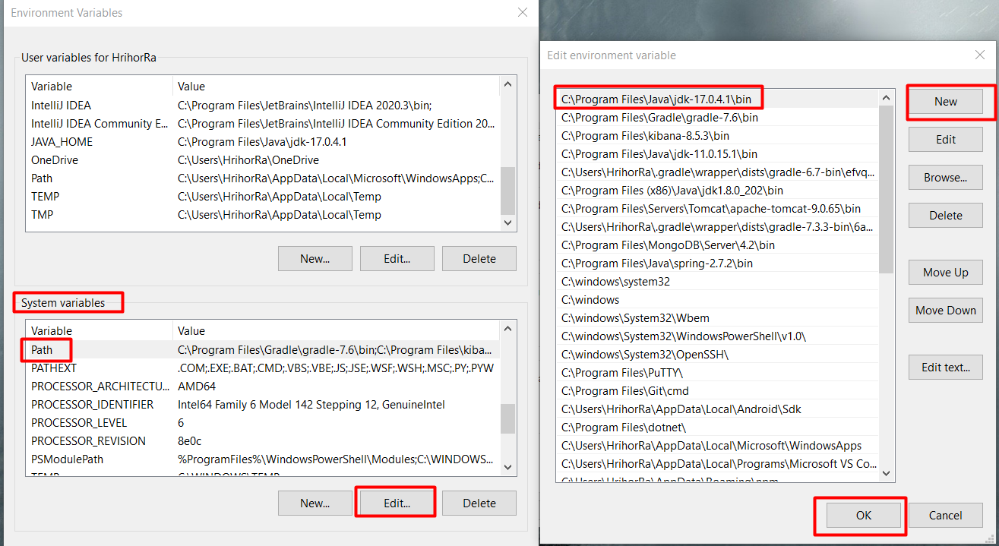 Environment Variables
User variables for HrihorRa
Variable Value
IntelliJ IDEA C:\Program Files\JetBrains\IntelliJ IDEA 2020.3\bin;
IntelliJ IDEA Community E... C:\Program Files\JetBrains\IntelliJ IDEA Community Edition 20...
JAVA_HOME C:\Program Files\Java\jdk-17.0.4.1
OneDrive C:\Users\HrihorRa\OneDrive
Path C:\Users\HrihorRa\AppData\Local\Microsoft\WindowsApps;C...
TEMP C:\Users\HrihorRa\AppData\Local\Temp
TMP C:\Users\HrihorRa\AppData\Local\Temp
New... Edit... Delete
System variables
Variable Value
Path C:\Program Files\Gradle\gradle-7.6\bin;C:\Program Files\kiba...
PATHEXT .COM;.EXE;.BAT;.CMD;.VBS;.VBE;.JS;.JSE;.WSF;.WSH;.MSC;.PY;.PYW
PROCESSOR_ARCHITECTU... AMD64
PROCESSOR_IDENTIFIER Intel64 Family 6 Model 142 Stepping 12, GenuineIntel
PROCESSOR_LEVEL 6
PROCESSOR_REVISION 8e0c
PSModulePath %ProgramFiles%\WindowsPowerShell\Modules;C:\WINDOWS...
TEMP C:\WINDOWS\TEMP
New... Edit... Delete
Edit environment variable
C:\Program Files\Java\jdk-17.0.4.1\bin
C:\Program Files\Gradle\gradle-7.6\bin
C:\Program Files\kibana-8.5.3\bin
C:\Program Files\Java\jdk-11.0.15.1\bin
C:\Users\HrihorRa\.gradle\wrapper\dists\gradle-6.7-bin\efvq...
C:\Program Files (x86)\Java\jdk1.8.0_202\bin
C:\Program Files\Servers\Tomcat\apache-tomcat-9.0.65\bin
C:\Users\HrihorRa\.gradle\wrapper\dists\gradle-7.3.3-bin\6a...
C:\Program Files\MongoDB\Server\4.2\bin
C:\Program Files\Java\spring-2.7.2\bin
C:\windows\system32
C:\windows
C:\windows\System32\Wbem
C:\windows\System32\WindowsPowerShell\v1.0\
C:\windows\System32\OpenSSH\
C:\Program Files\PuTTY\
C:\Program Files\Git\cmd
C:\Users\HrihorRa\AppData\Local\Android\Sdk
C:\Program Files\dotnet\
C:\Users\HrihorRa\AppData\Local\Microsoft\WindowsApps
C:\Users\HrihorRa\AppData\Local\Programs\Microsoft VS Co...
C:\Users\HrihorRa\AppData\Roaming\npm
New
Edit
Browse...
Delete
Move Up
Move Down
Edit text...
OK Cancel